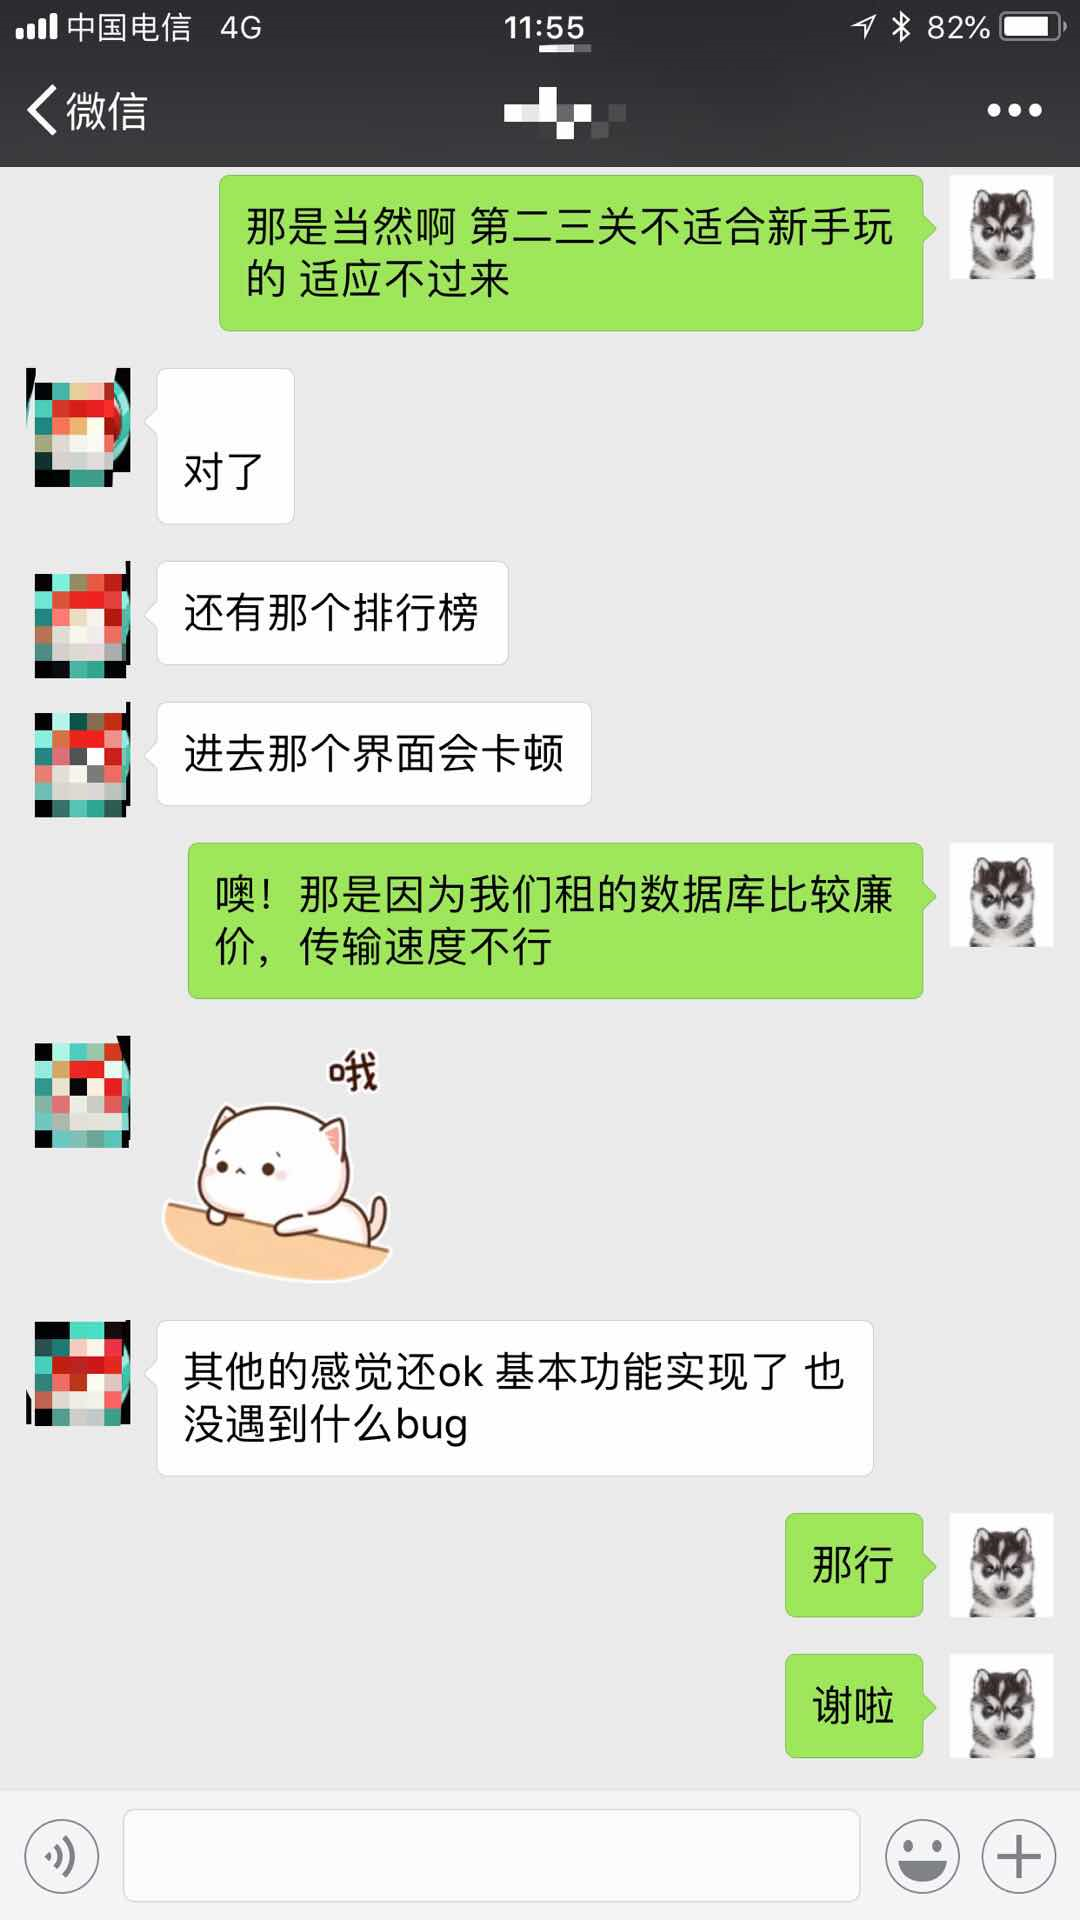 中国电信 4G 11:55 82%
微信
那是当然啊 第二三关不适合新手玩
的 适应不过来
对了
还有那个排行榜
进去那个界面会卡顿
噢！那是因为我们租的数据库比较廉
价，传输速度不行
哦
其他的感觉还ok 基本功能实现了 也
没遇到什么bug
那行
谢啦